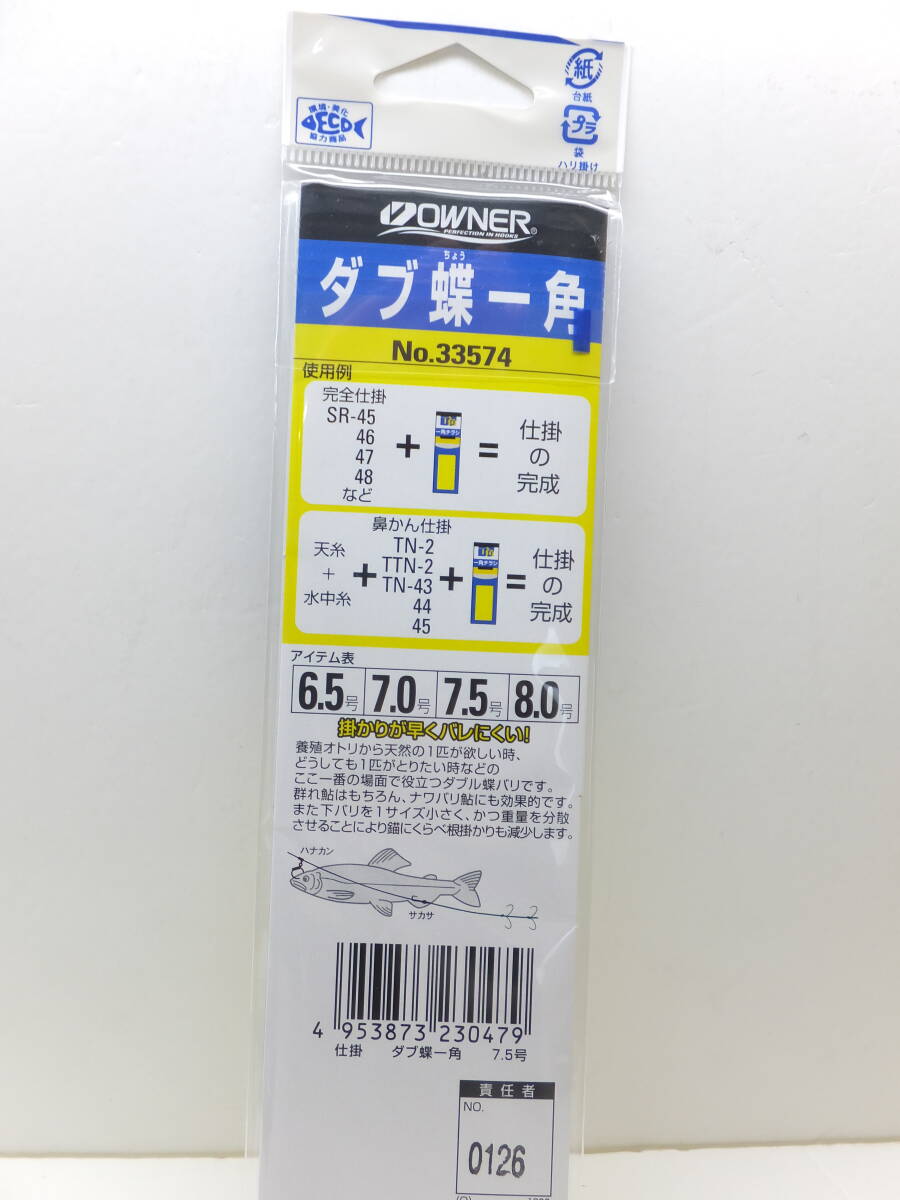 環境・美化
ECO
協力商品
紙
台紙
プラ
袋
ハリ掛け
OWNER
PERFECTION IN HOOKS
ちょう
ダブ蝶一角
No.33574
使用例
完全仕掛
SR-45
46
47
48
など
+
一角チラシ
=
仕掛
の
完成
天糸
+
水中糸
+
鼻かん仕掛
TN-2
TTN-2
TN-43
44
45
+
一角チラシ
=
仕掛
の
完成
アイテム表
6.5号 7.0号 7.5号 8.0号
掛かりが早くバレにくい!
養殖オトリから天然の1匹が欲しい時、
どうしても1匹がとりたい時などの
ここ一番の場面で役立つダブル蝶バリです。
群れ鮎はもちろん、ナワバリ鮎にも効果的です。
また下バリを1サイズ小さく、かつ重量を分散
させることにより錨にくらべ根掛かりも減少します。
ハナカン
サカサ
4 953873 230479
仕掛 ダブ蝶一角 7.5号
責任者
NO.
0126